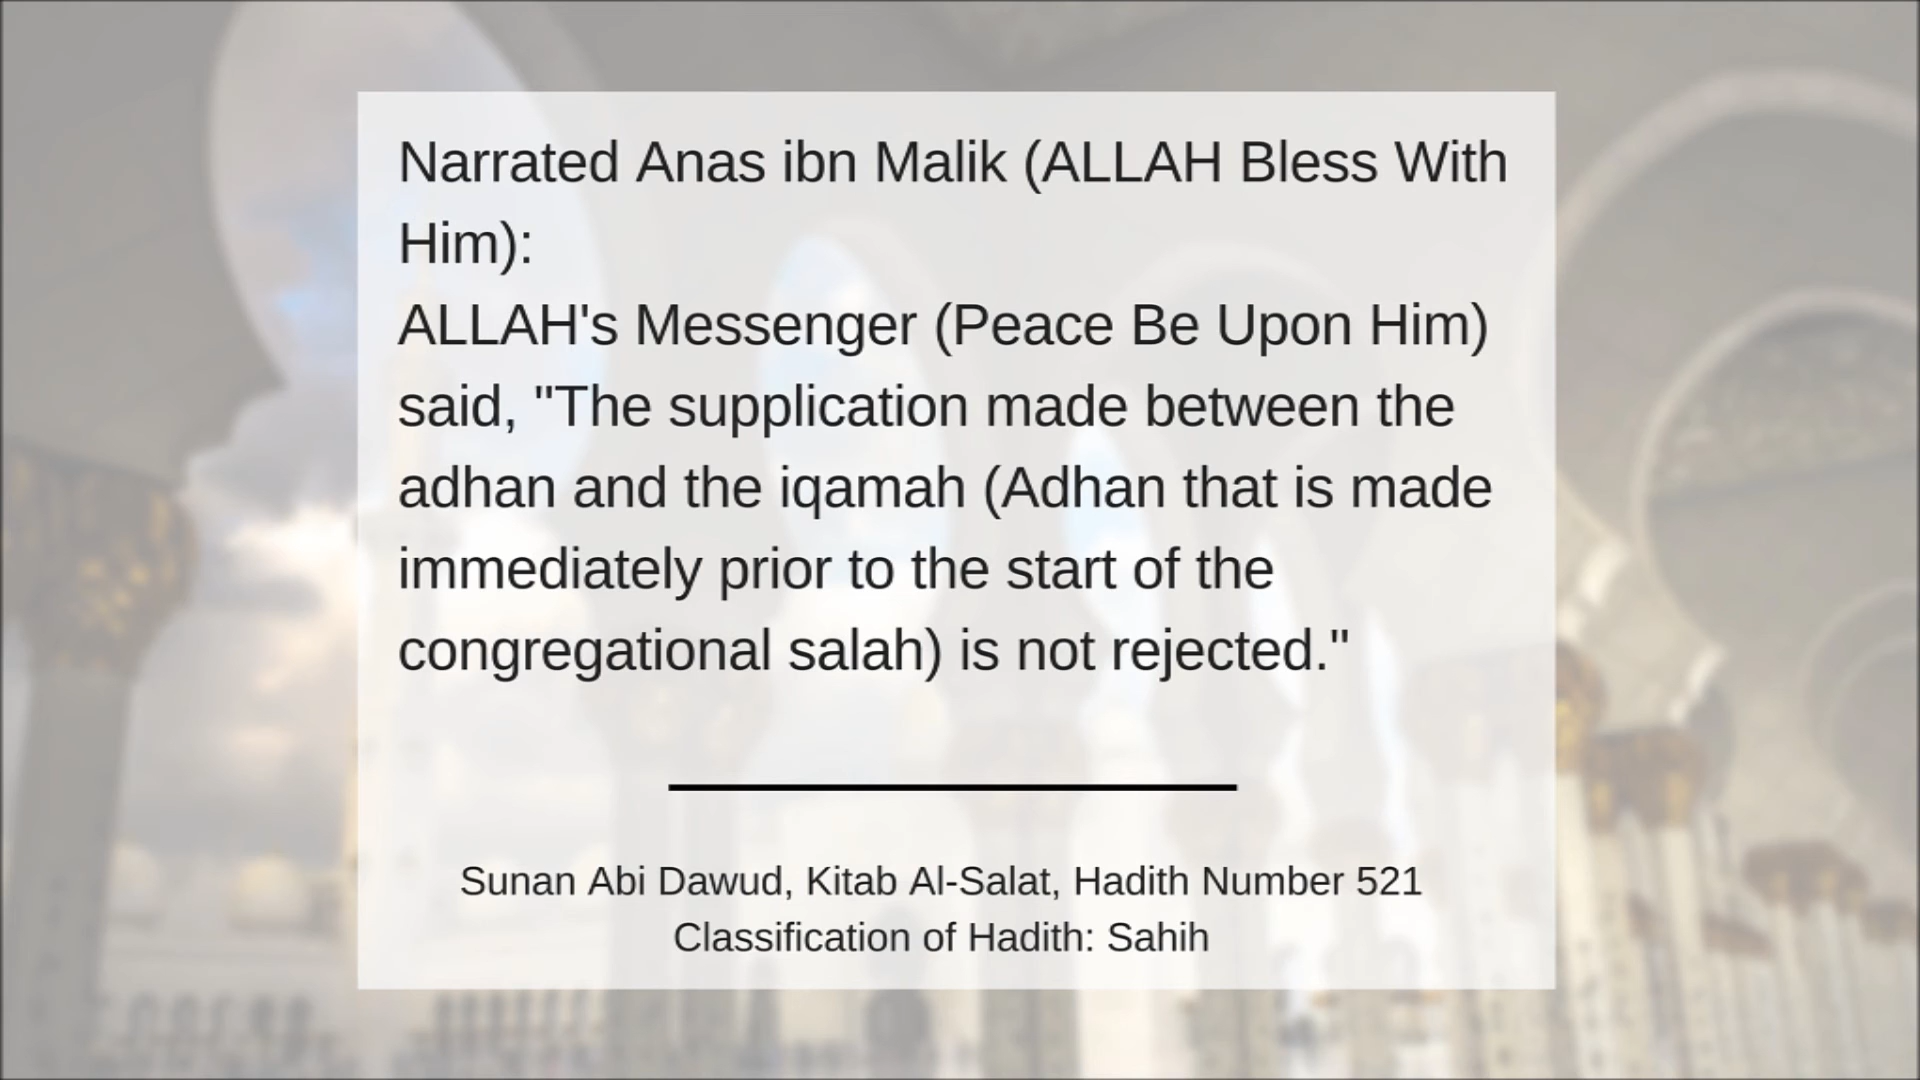 Narrated Anas ibn Malik (ALLAH Bless With
Him):
ALLAH's Messenger (Peace Be Upon Him)
said, "The supplication made between the
adhan and the iqamah (Adhan that is made
immediately prior to the start of the
congregational salah) is not rejected."
Sunan Abi Dawud, Kitab Al-Salat, Hadith Number 521
Classification of Hadith: Sahih